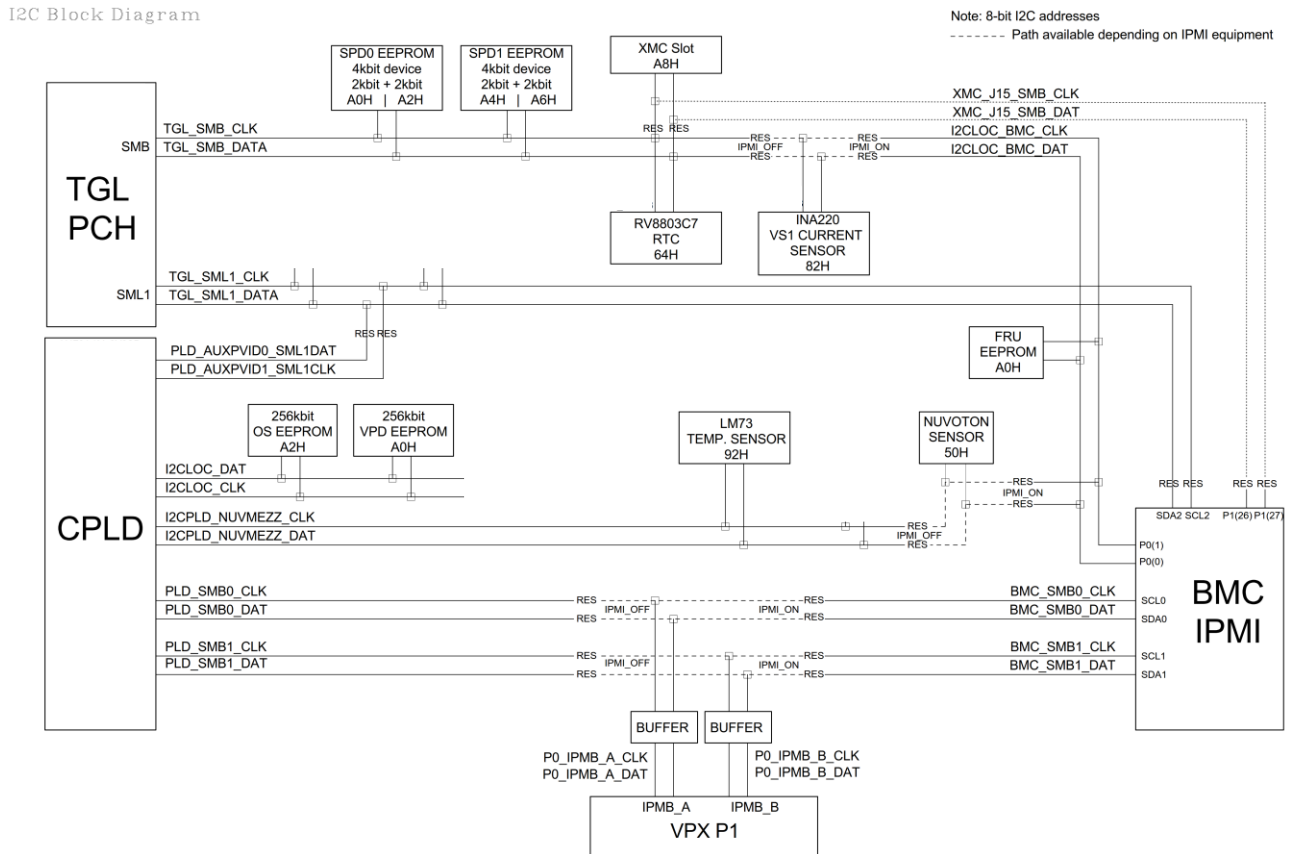 I2C Block Diagram
Note: 8-bit I2C addresses
Path available depending on IPMI equipment
SPD0 EEPROM
4kbit device
2kbit + 2kbit
A0H | A2H
SPD1 EEPROM
4kbit device
2kbit + 2kbit
A4H | A6H
XMC Slot
A8H
XMC_J15_SMB_CLK
XMC_J15_SMB_DAT
TGL
PCH
SMB
TGL_SMB_CLK
TGL_SMB_DATA
RES RES
RES
IPMI_OFF
RES
RES
IPMI_ON
RES
I2CLOC_BMC_CLK
I2CLOC_BMC_DAT
RV8803C7
RTC
64H
INA220
VS1 CURRENT
SENSOR
82H
SML1
TGL_SML1_CLK
TGL_SML1_DATA
RES RES
PLD_AUXPVID0_SML1DAT
PLD_AUXPVID1_SML1CLK
FRU
EEPROM
A0H
256kbit
OS EEPROM
A2H
256kbit
VPD EEPROM
A0H
LM73
TEMP. SENSOR
92H
NUVOTON
SENSOR
50H
CPLD
I2CLOC_DAT
I2CLOC_CLK
I2CPLD_NUVMEZZ_CLK
I2CPLD_NUVMEZZ_DAT
RES
IPMI_OFF
RES
RES
IPMI_ON
RES
RES RES
RES RES
SDA2 SCL2
P1(26) P1(27)
P0(1)
P0(0)
BMC
IPMI
PLD_SMB0_CLK
PLD_SMB0_DAT
RES
IPMI_OFF
RES
RES
IPMI_ON
RES
BMC_SMB0_CLK
BMC_SMB0_DAT
SCL0
SDA0
PLD_SMB1_CLK
PLD_SMB1_DAT
RES
IPMI_OFF
RES
RES
IPMI_ON
RES
BMC_SMB1_CLK
BMC_SMB1_DAT
SCL1
SDA1
BUFFER
BUFFER
P0_IPMB_A_CLK
P0_IPMB_A_DAT
P0_IPMB_B_CLK
P0_IPMB_B_DAT
IPMB_A
IPMB_B
VPX P1